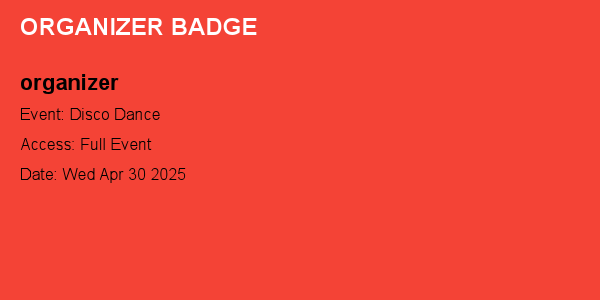 ORGANIZER BADGE
organizer
Event: Disco Dance
Access: Full Event
Date: Wed Apr 30 2025